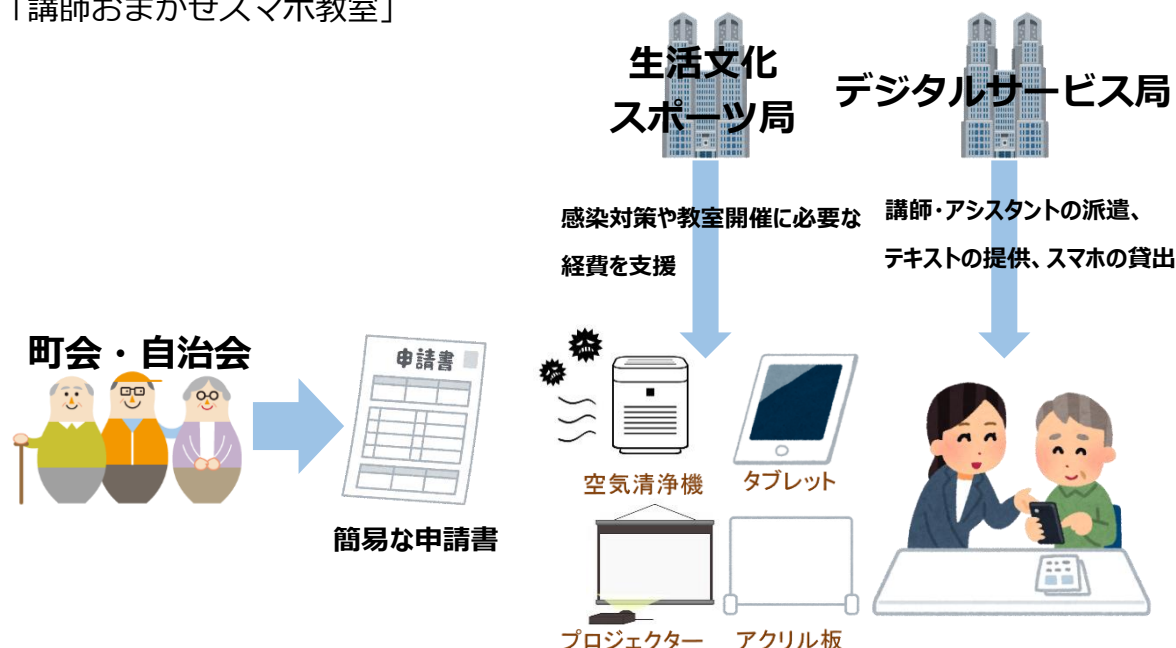 「講師おまかせスマホ教室」
生活文化
スポーツ局
デジタルサービス局
感染対策や教室開催に必要な
経費を支援
講師・アシスタントの派遣、
テキストの提供、スマホの貸出
町会・自治会
申請書
簡易な申請書
空気清浄機
タブレット
プロジェクター
アクリル板